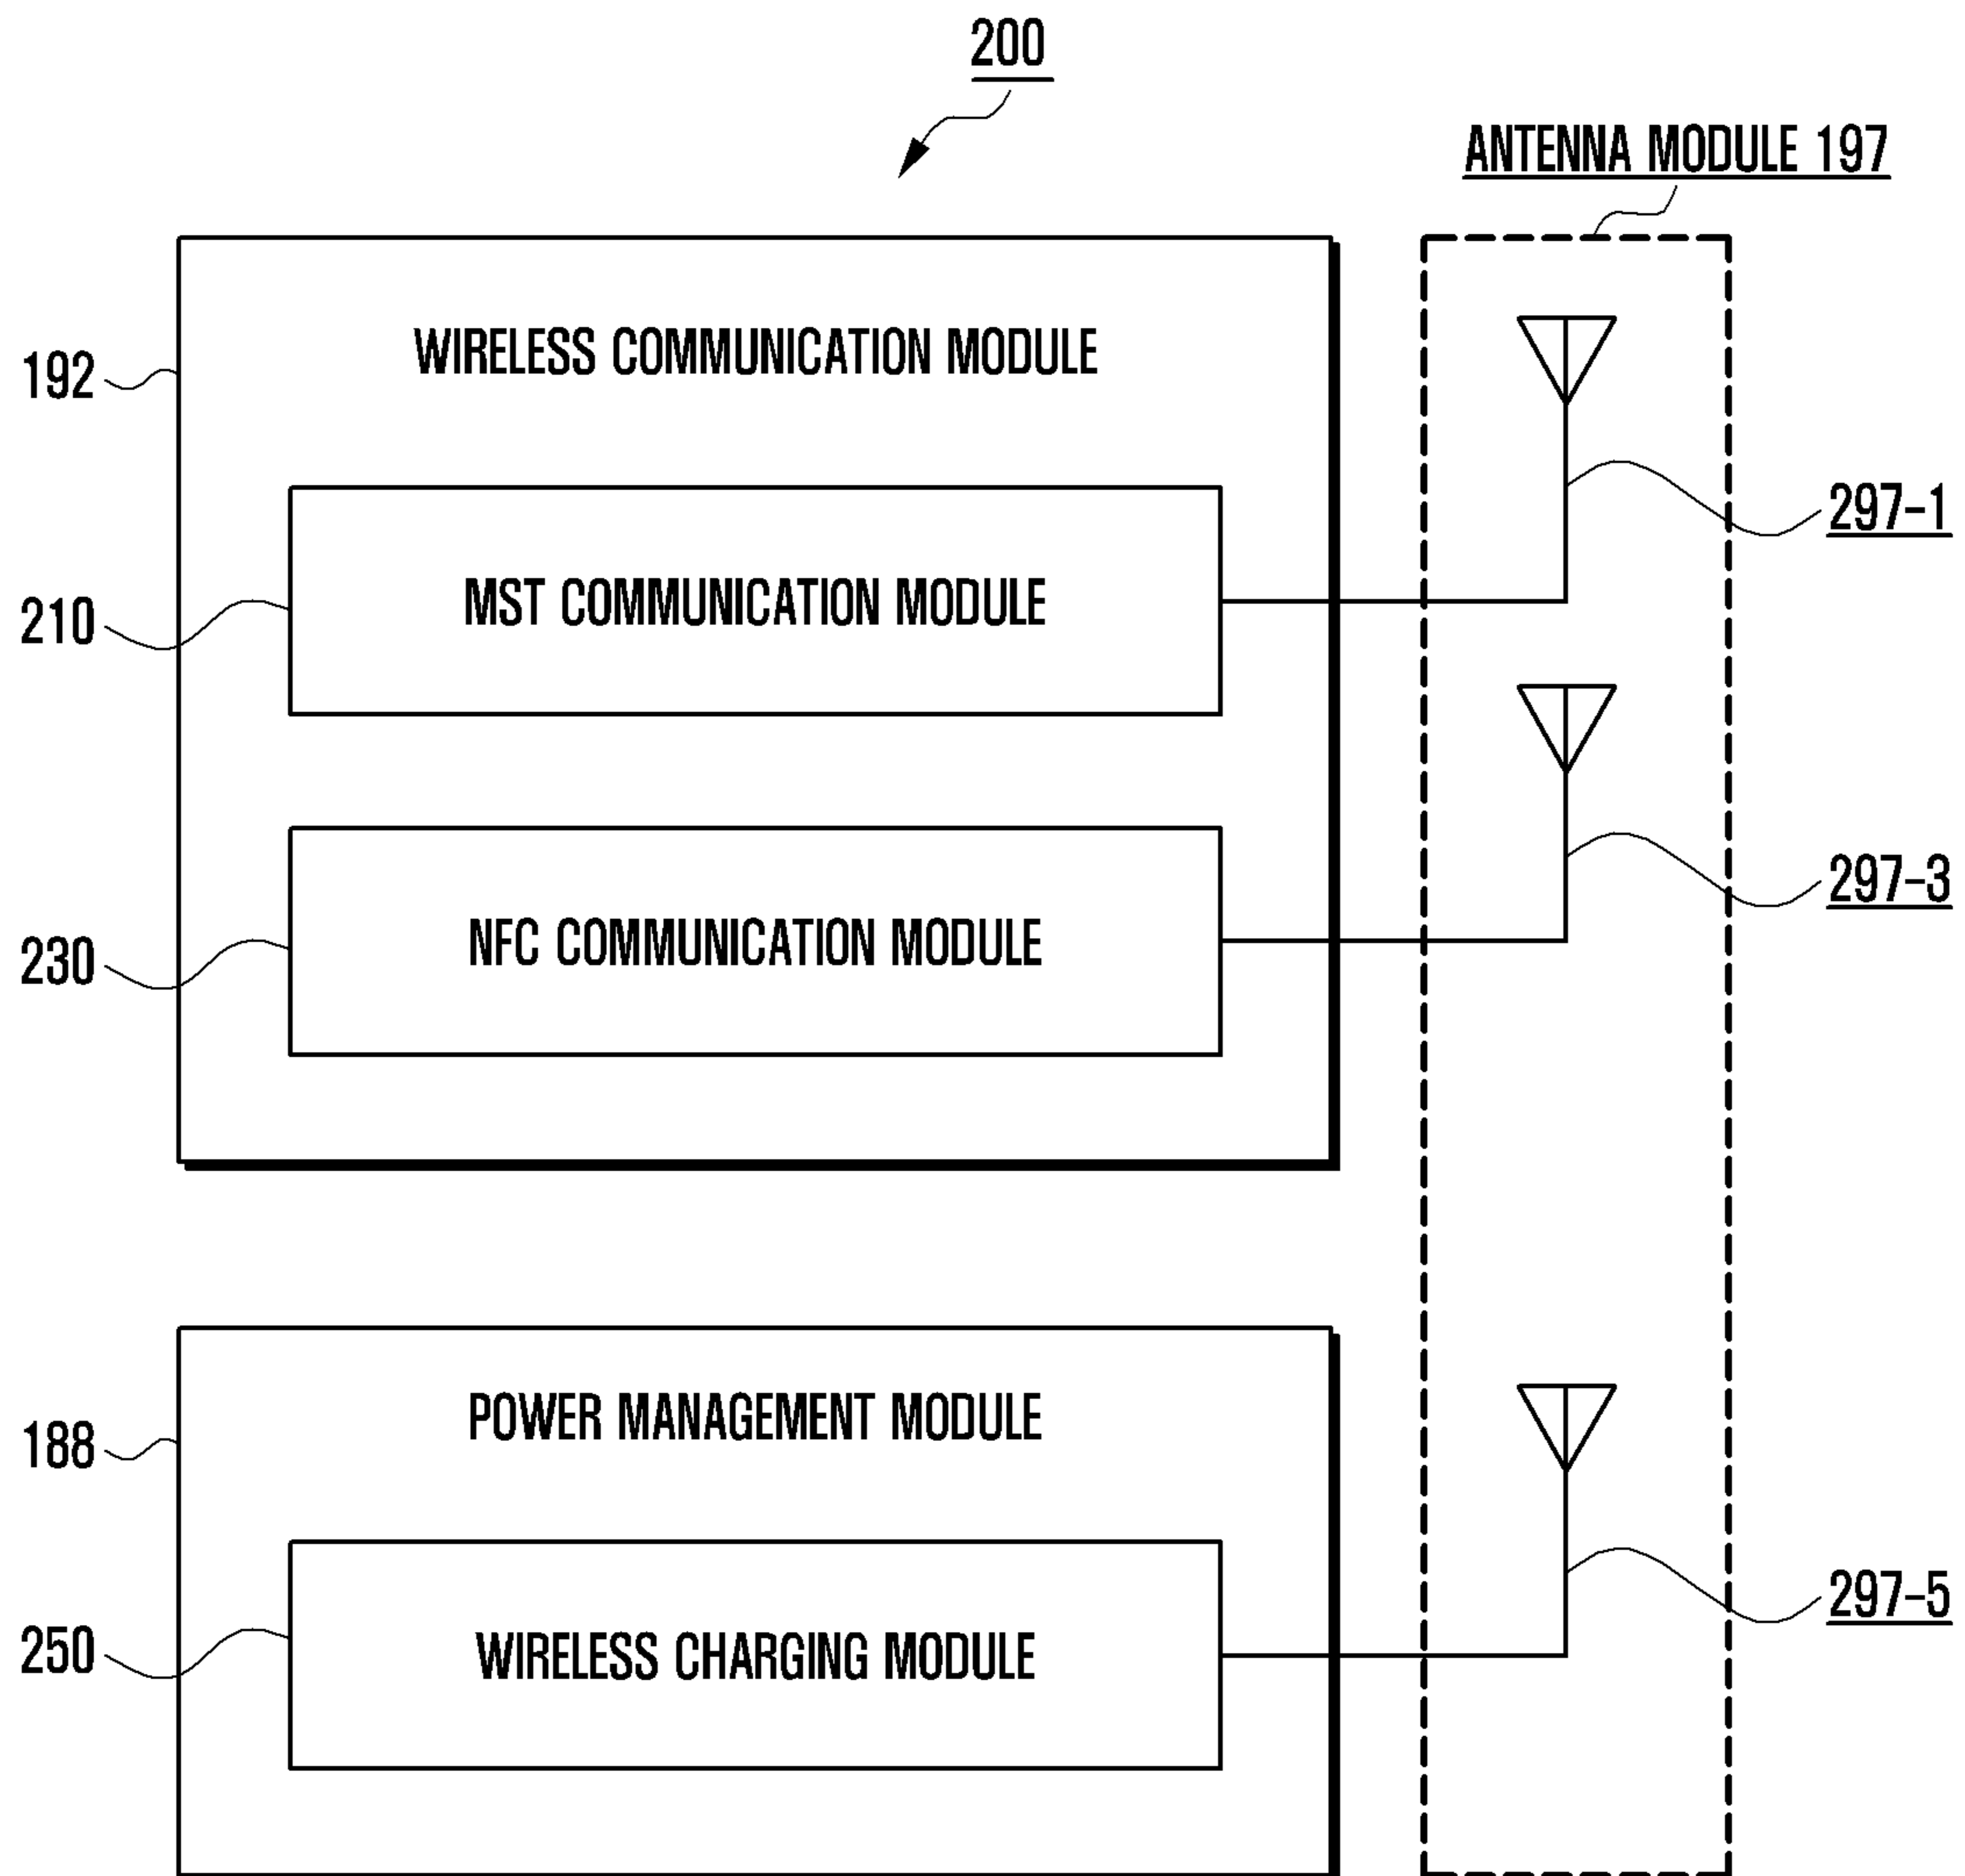 200
ANTENNA MODULE 197
WIRELESS COMMUNICATION MODULE
192
297-1
MST COMMUNICATION MODULE
210
297-3
NFC COMMUNICATION MODULE
230
POWER MANAGEMENT MODULE
188
297-5
WIRELESS CHARGING MODULE
250